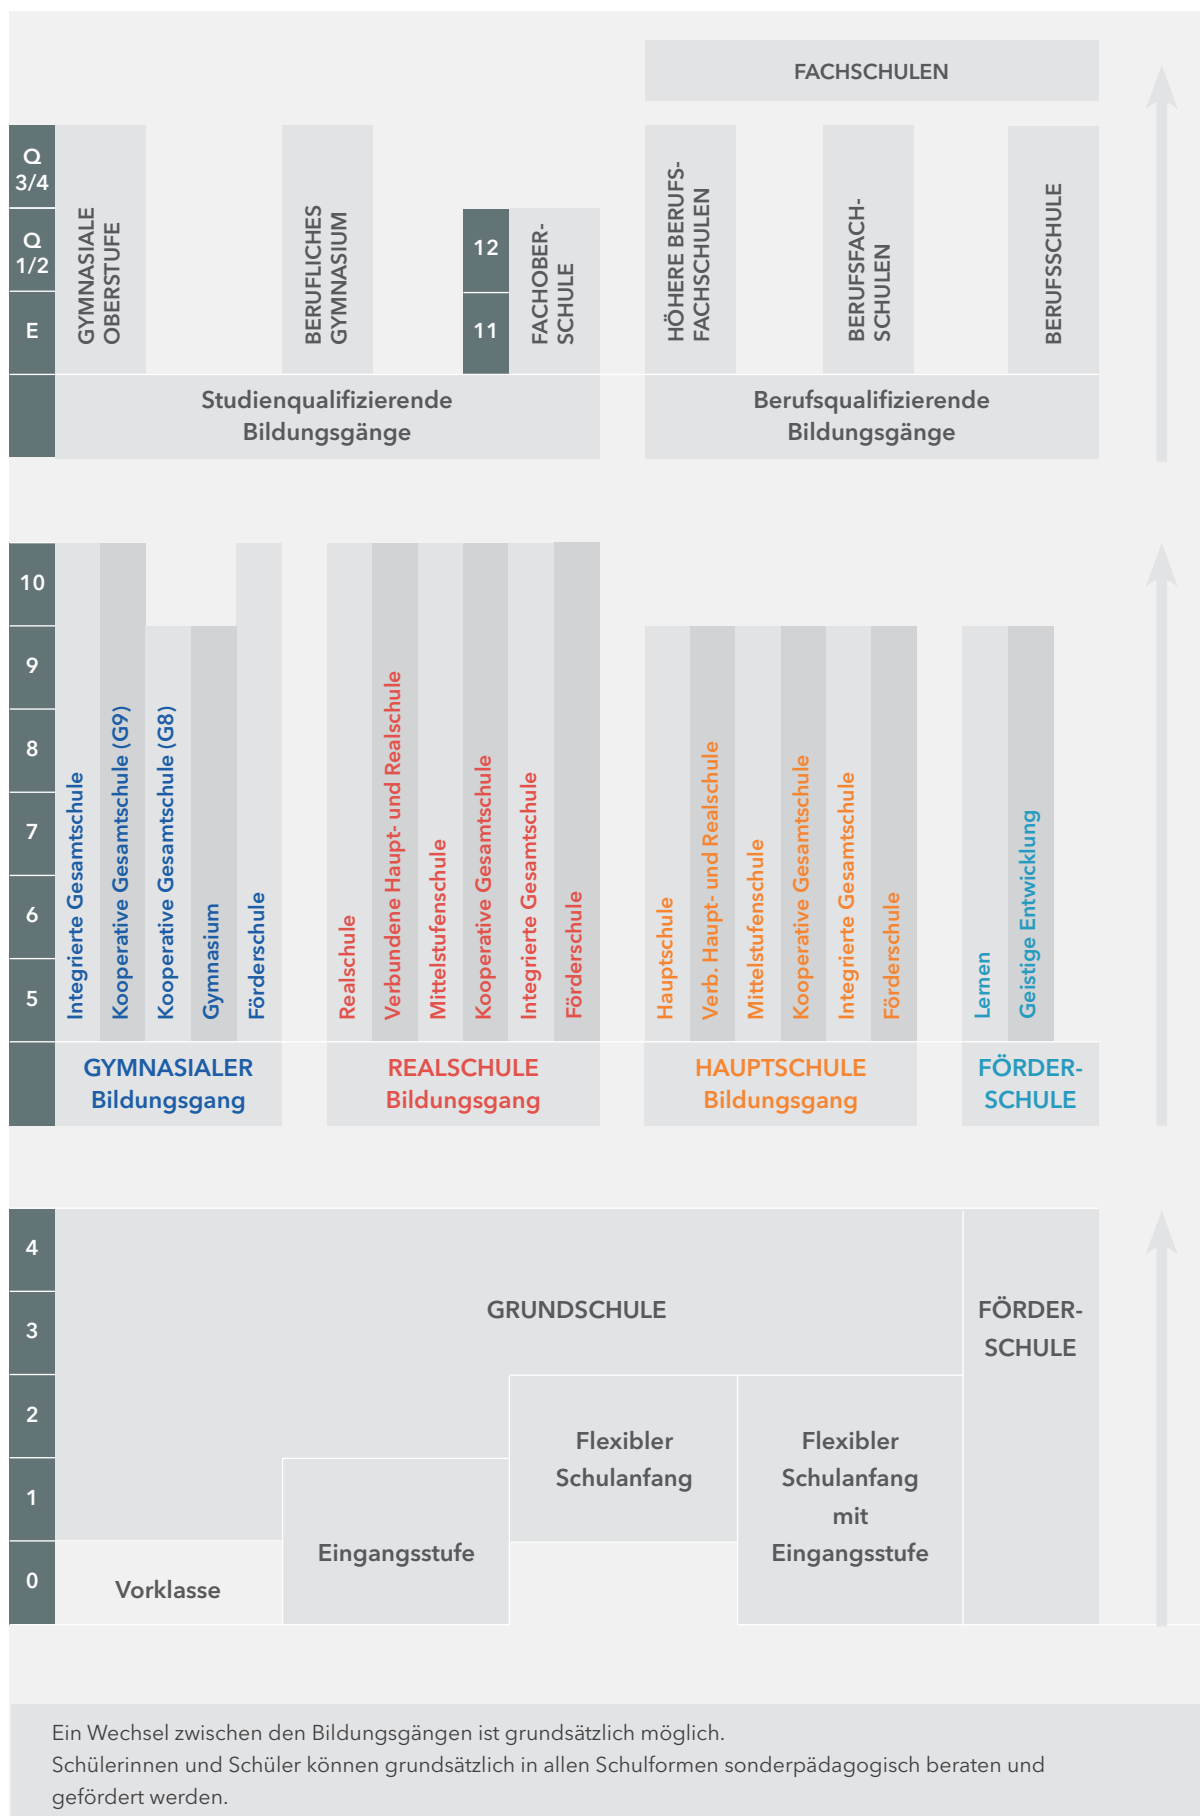 FACHSCHULEN
Q
3/4
Q
1/2
E
GYMNASIALE
OBERSTUFE
BERUFLICHES
GYMNASIUM
12
11
FACHOBER-
SCHULE
HÖHERE BERUFS-
FACHSCHULEN
BERUFSFACH-
SCHULEN
BERUFSSCHULE
Studienqualifizierende
Bildungsgänge
Berufsqualifizierende
Bildungsgänge
10
9
8
7
6
5
Integrierte Gesamtschule
Kooperative Gesamtschule (G9)
Kooperative Gesamtschule (G8)
Gymnasium
Förderschule
Realschule
Verbundene Haupt- und Realschule
Mittelstufenschule
Kooperative Gesamtschule
Integrierte Gesamtschule
Förderschule
Hauptschule
Verb. Haupt- und Realschule
Mittelstufenschule
Kooperative Gesamtschule
Integrierte Gesamtschule
Förderschule
Lernen
Geistige Entwicklung
GYMNASIALER
Bildungsgang
REALSCHULE
Bildungsgang
HAUPTSCHULE
Bildungsgang
FÖRDER-
SCHULE
4
3
2
1
0
GRUNDSCHULE
FÖRDER-
SCHULE
Flexibler
Schulanfang
Flexibler
Schulanfang
mit
Eingangsstufe
Eingangsstufe
Vorklasse
Ein Wechsel zwischen den Bildungsgängen ist grundsätzlich möglich.
Schülerinnen und Schüler können grundsätzlich in allen Schulformen sonderpädagogisch beraten und
gefördert werden.